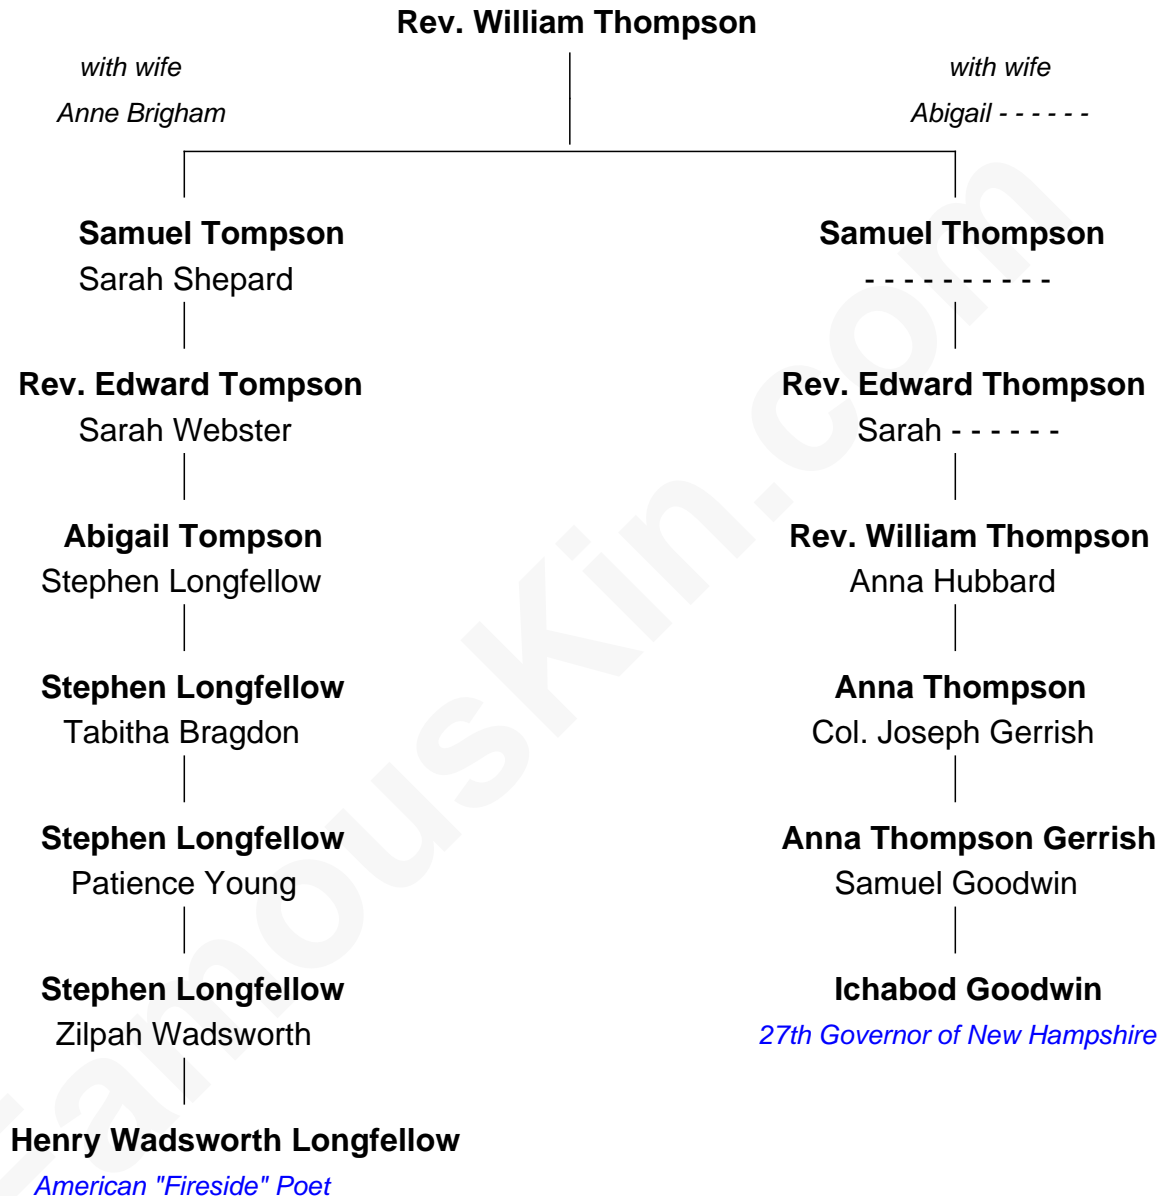 Rev. William Thompson
with wife
Anne Brigham
with wife
Abigail - - - - - -
Samuel Tompson
Sarah Shepard
Samuel Thompson
- - - - - - - - - -
Rev. Edward Tompson
Sarah Webster
Rev. Edward Thompson
Sarah - - - - - -
Abigail Tompson
Stephen Longfellow
Rev. William Thompson
Anna Hubbard
Stephen Longfellow
Tabitha Bragdon
Anna Thompson
Col. Joseph Gerrish
Stephen Longfellow
Patience Young
Anna Thompson Gerrish
Samuel Goodwin
Stephen Longfellow
Zilpah Wadsworth
Ichabod Goodwin
27th Governor of New Hampshire
Henry Wadsworth Longfellow
American "Fireside" Poet
FamousKin.com